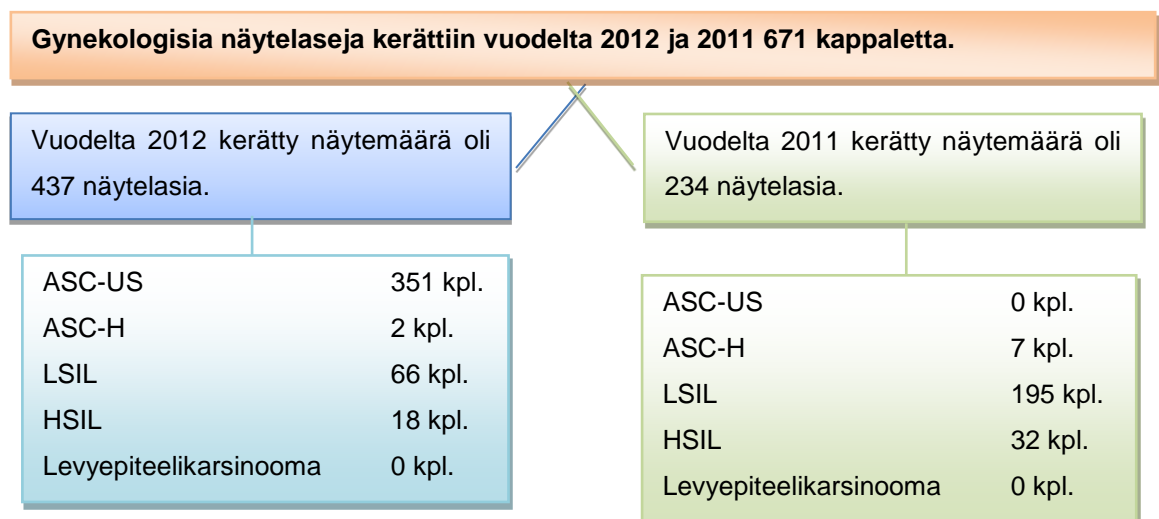 Gynekologisia näytelaseja kerättiin vuodelta 2012 ja 2011 671 kappaletta.
Vuodelta 2012 kerätty näytemäärä oli
437 näytelasia.
Vuodelta 2011 kerätty näytemäärä oli
234 näytelasia.
ASC-US 351 kpl.
ASC-H 2 kpl.
LSIL 66 kpl.
HSIL 18 kpl.
Levyepiteelikarsinooma 0 kpl.
ASC-US 0 kpl.
ASC-H 7 kpl.
LSIL 195 kpl.
HSIL 32 kpl.
Levyepiteelikarsinooma 0 kpl.